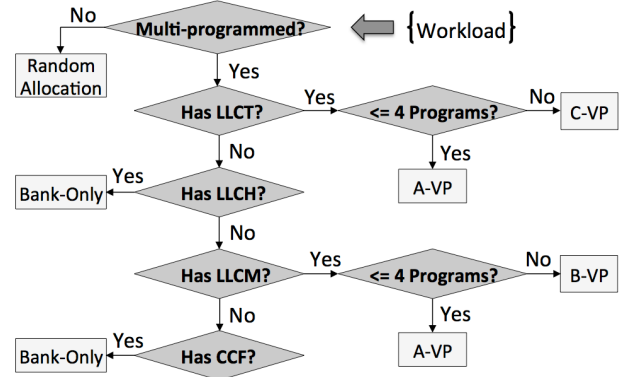 No
Multi-programmed?
{Workload}
Random
Allocation
Yes
Has LLCT?
Yes
<= 4 Programs?
No
C-VP
No
Yes
A-VP
Bank-Only
Yes
Has LLCH?
No
Has LLCM?
Yes
<= 4 Programs?
No
B-VP
No
Yes
A-VP
Bank-Only
Yes
Has CCF?